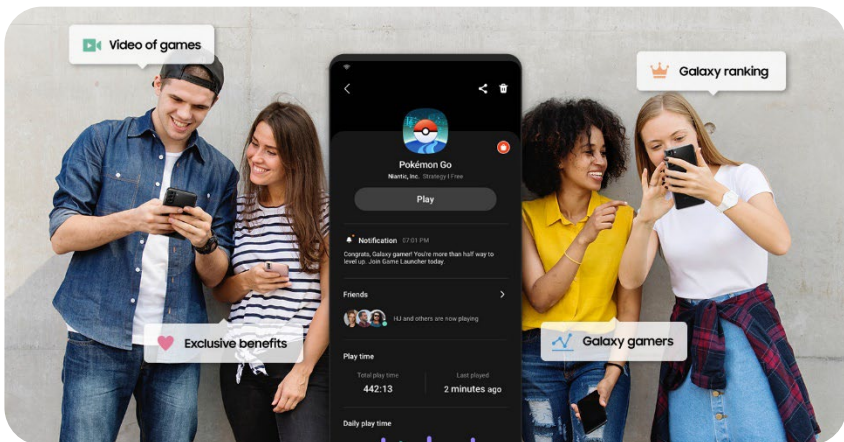 Video of games
Galaxy ranking
Pokémon Go
Niantic, Inc. Strategy | Free
Play
Notification 07:01 PM
Congrats, Galaxy gamer! You're more than half way to
level up. Join Game Launcher today.
Friends
HJ and others are now playing
Exclusive benefits
Galaxy gamers
Play time
Total play time
Last played
442:13
2 minutes ago
Daily play time